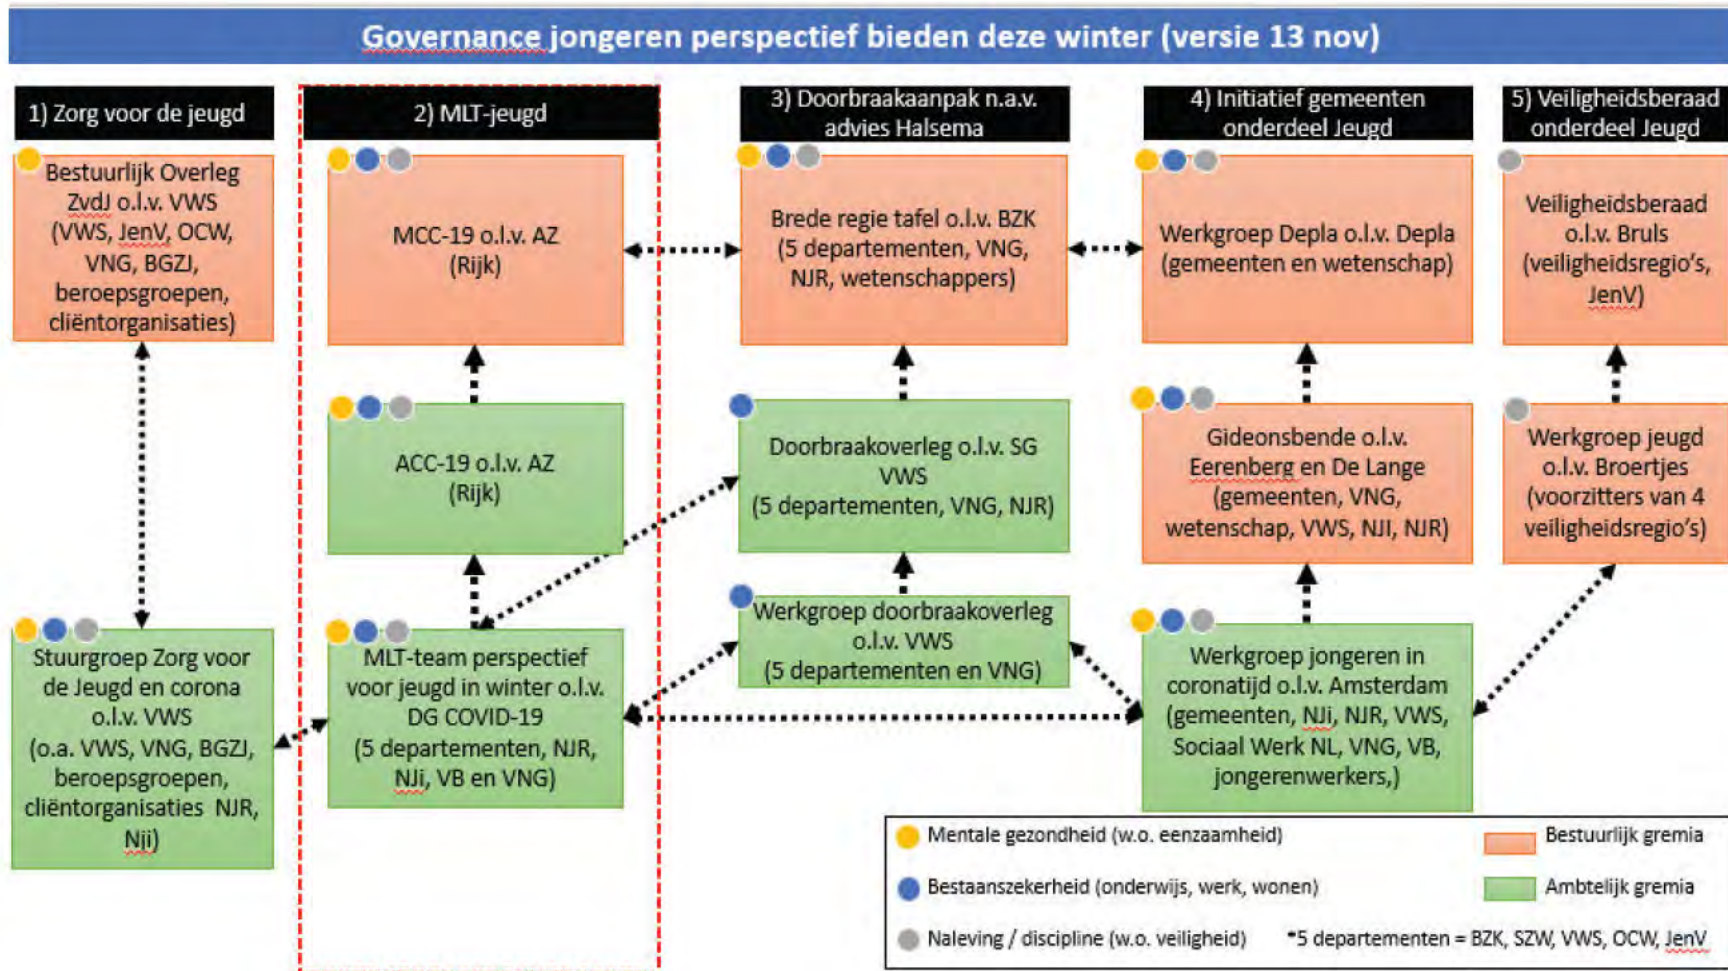 Governance jongeren perspectief bieden deze winter (versie 13 nov)
1) Zorg voor de jeugd
Bestuurlijk Overleg
ZvdJ o.l.v. VWS
(VWS, JenV, OCW,
VNG, BGZJ,
beroepsgroepen,
cliëntorganisaties)
Stuurgroep Zorg voor
de Jeugd en corona
o.l.v. VWS
(o.a. VWS, VNG, BGZJ,
beroepsgroepen,
cliëntorganisaties NJR,
Nji)
2) MLT-jeugd
MCC-19 o.l.v. AZ
(Rijk)
ACC-19 o.l.v. AZ
(Rijk)
MLT-team perspectief
voor jeugd in winter o.l.v.
DG COVID-19
(5 departementen, NJR,
NJi, VB en VNG)
3) Doorbraakaanpak n.a.v.
advies Halsema
Brede regie tafel o.l.v. BZK
(5 departementen, VNG,
NJR, wetenschappers)
Doorbraakoverleg o.l.v. SG
VWS
(5 departementen, VNG, NJR)
Werkgroep doorbraakoverleg
o.l.v. VWS
(5 departementen en VNG)
4) Initiatief gemeenten
onderdeel Jeugd
Werkgroep Depla o.l.v. Depla
(gemeenten en wetenschap)
Gideonsbende o.l.v.
Eerenberg en De Lange
(gemeenten, VNG,
wetenschap, VWS, NJI, NJR)
Werkgroep jongeren in
coronatijd o.l.v. Amsterdam
(gemeenten, NJi, NJR, VWS,
Sociaal Werk NL, VNG, VB,
jongerenwerkers,)
5) Veiligheidsberaad
onderdeel Jeugd
Veiligheidsberaad
o.l.v. Bruls
(veiligheidsregio's,
JenV)
Werkgroep jeugd
o.l.v. Broertjes
(voorzitters van 4
veiligheidsregio's)
Mentale gezondheid (w.o. eenzaamheid)
Bestaanszekerheid (onderwijs, werk, wonen)
Naleving / discipline (w.o. veiligheid)
Bestuurlijk gremia
Ambtelijk gremia
*5 departementen = BZK, SZW, VWS, OCW, JenV